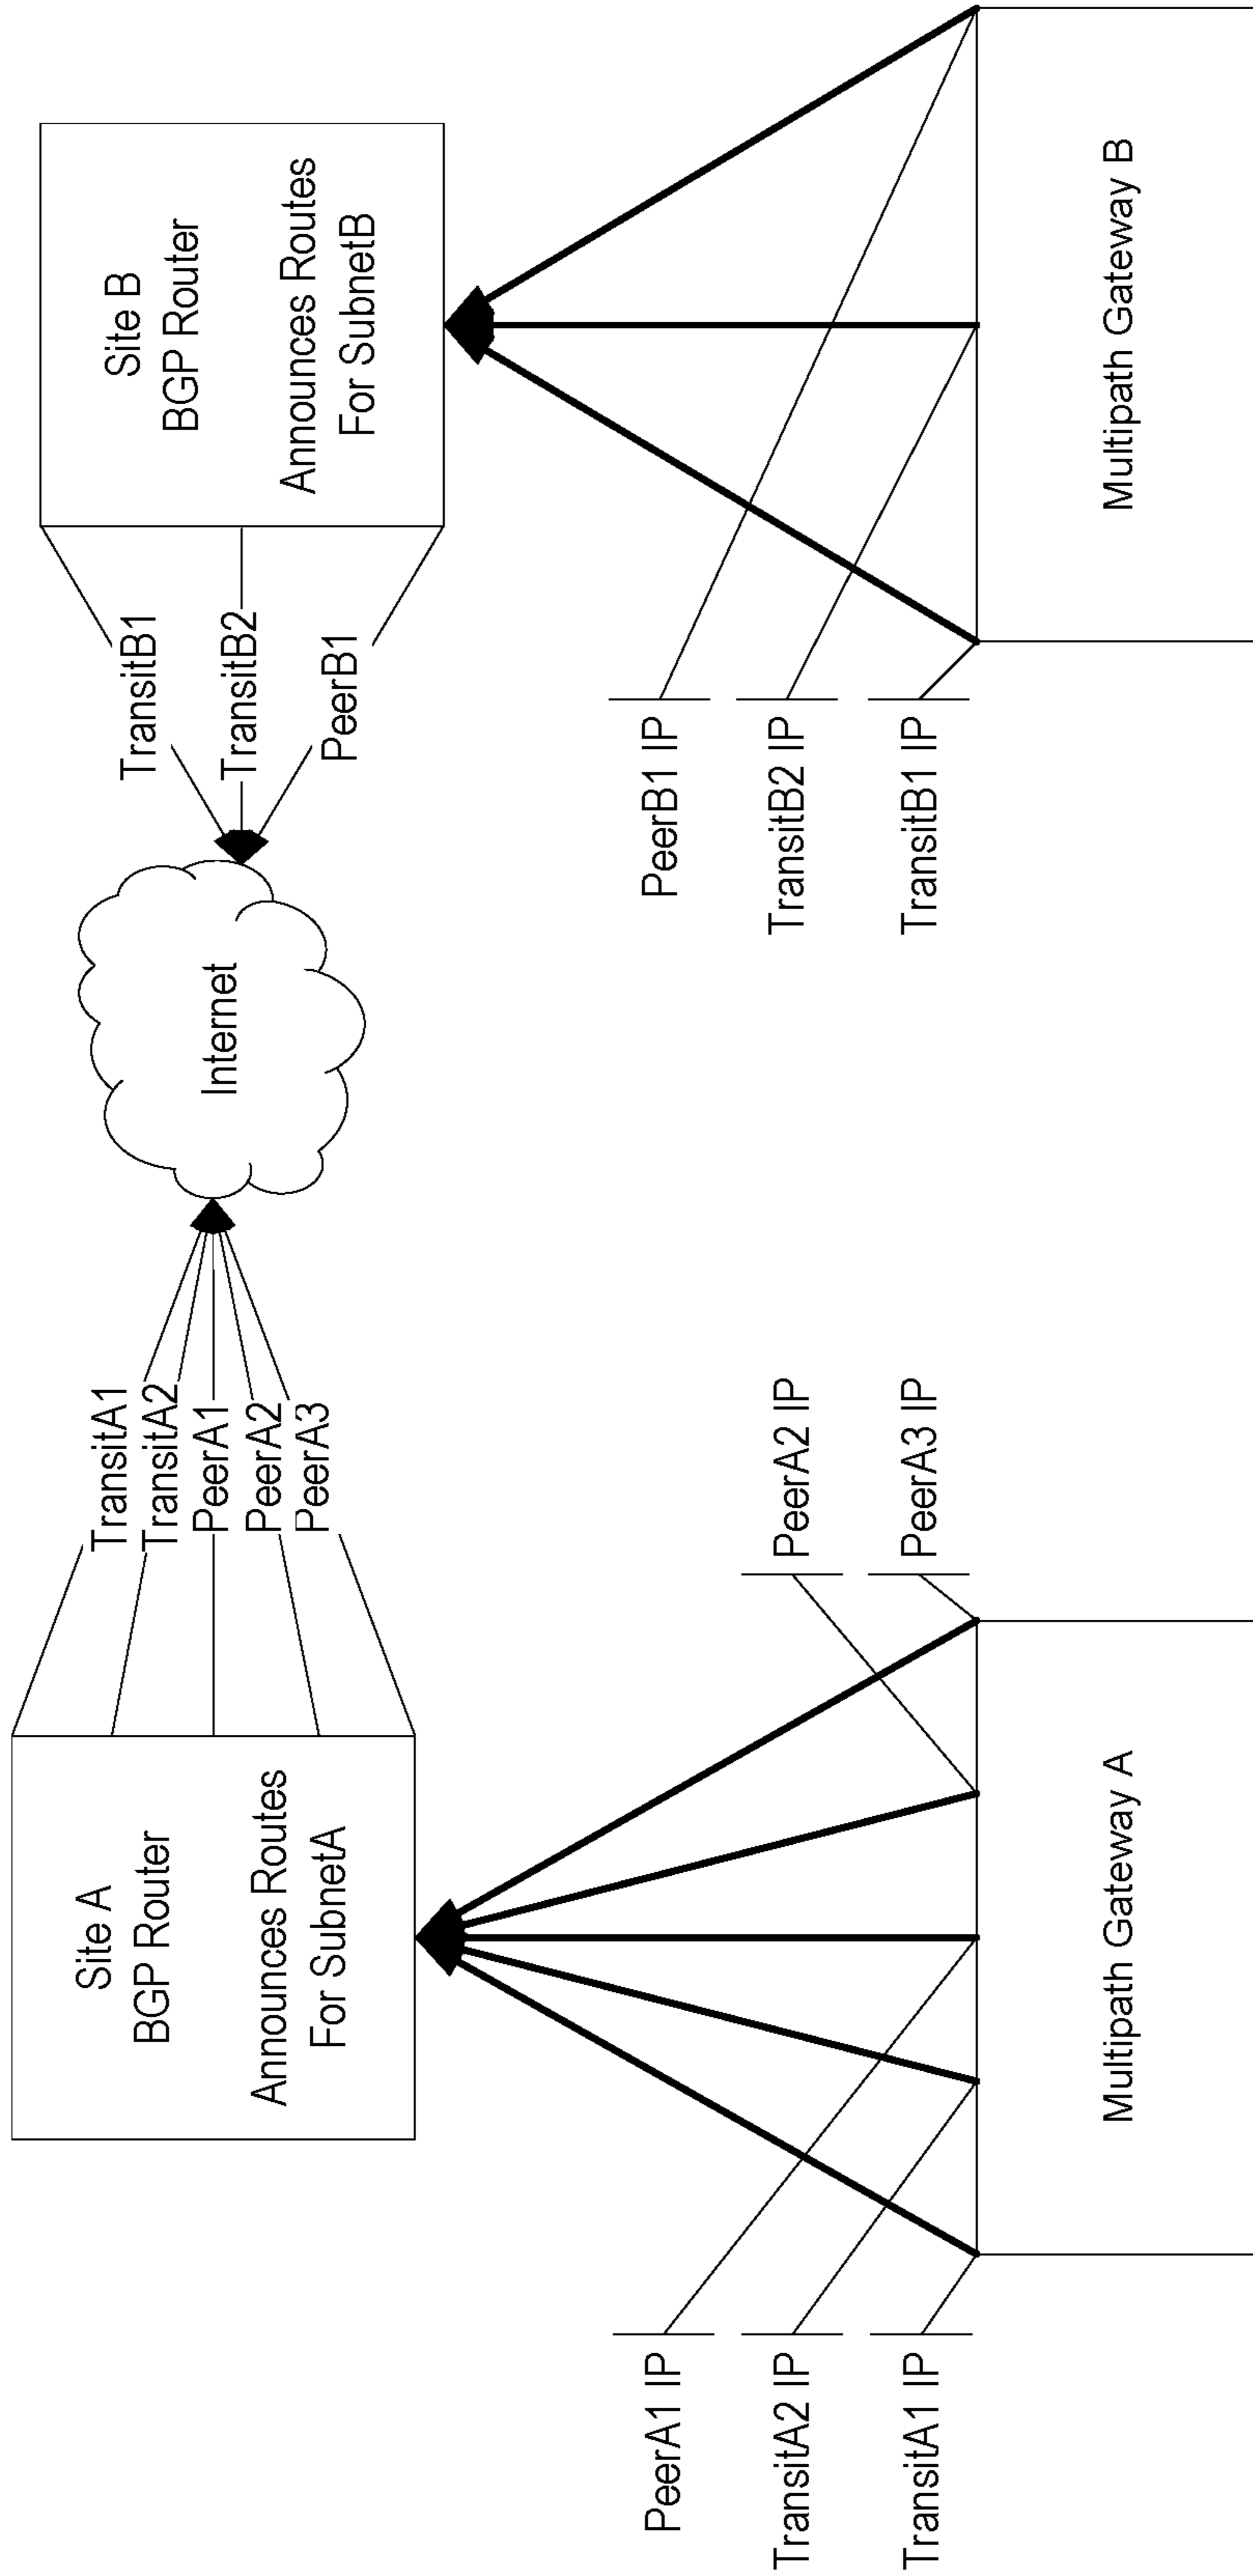 Site A
BGP Router
Announces Routes
For SubnetA
TransitA1
TransitA2
PeerA1
PeerA2
PeerA3
Internet
TransitB1
TransitB2
PeerB1
Site B
BGP Router
Announces Routes
For SubnetB
PeerA1 IP
TransitA2 IP
TransitA1 IP
PeerA2 IP
PeerA3 IP
Multipath Gateway A
PeerB1 IP
TransitB2 IP
TransitB1 IP
Multipath Gateway B